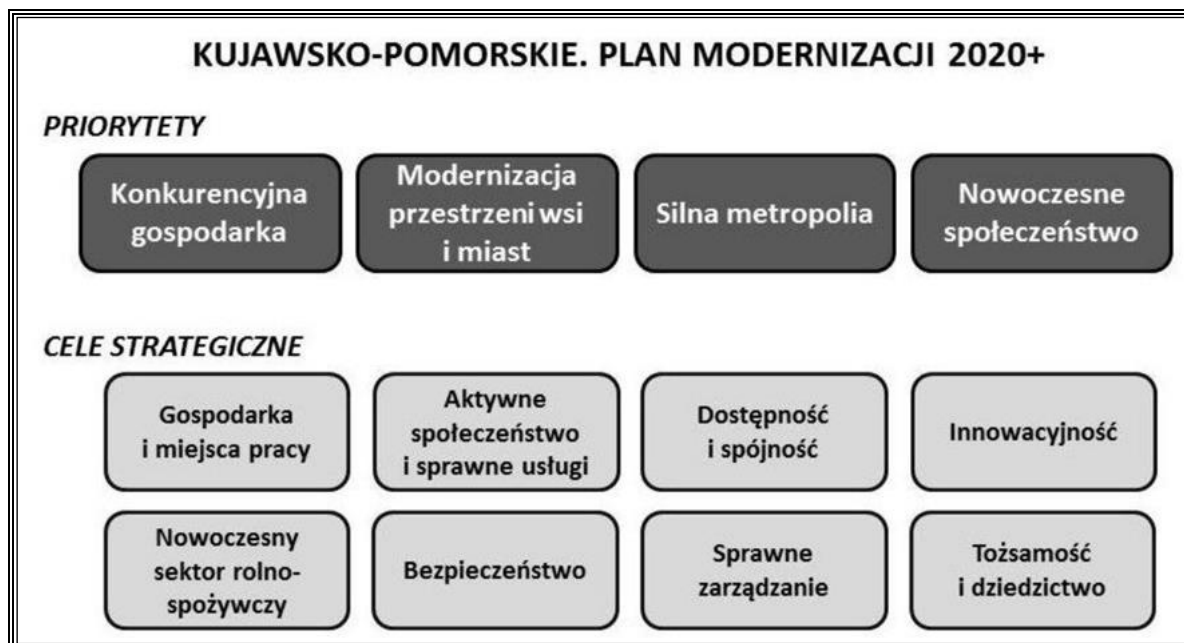 KUJAWSKO-POMORSKIE. PLAN MODERNIZACJI 2020+
PRIORYTETY
Konkurencyjna
gospodarka
Modernizacja
przestrzeni wsi
i miast
Silna metropolia
Nowoczesne
społeczeństwo
CELE STRATEGICZNE
Gospodarka
i miejsca pracy
Aktywne
społeczeństwo
i sprawne usługi
Dostępność
i spójność
Innowacyjność
Nowoczesny
sektor rolno-
spożywczy
Bezpieczeństwo
Sprawne
zarządzanie
Tożsamość
i dziedzictwo